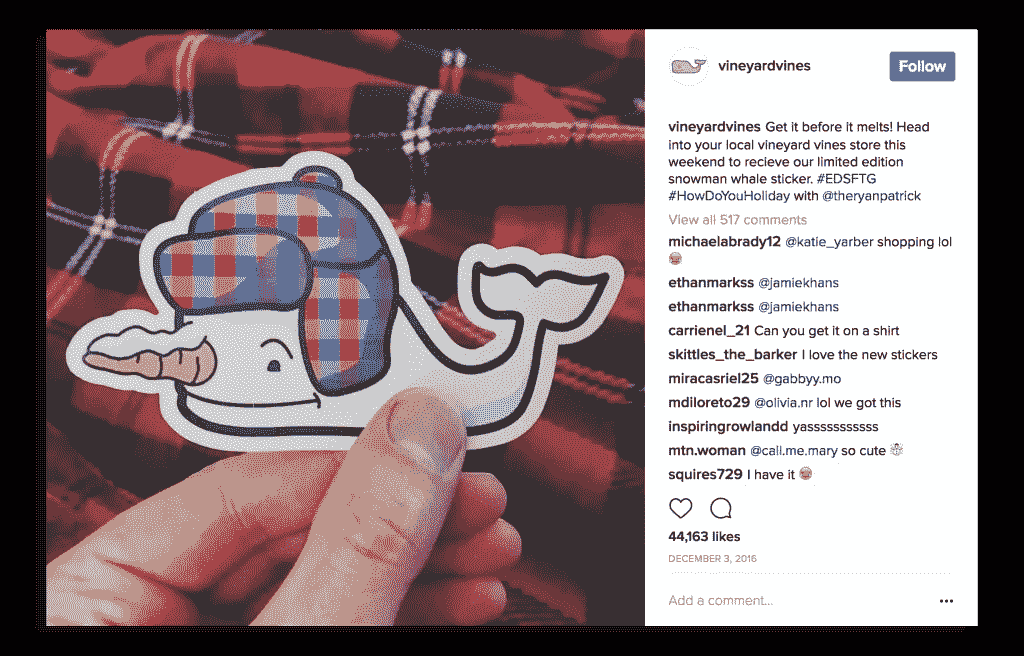 vineyardvines
Follow
vineyardvines Get it before it melts! Head
into your local vineyard vines store this
weekend to recieve our limited edition
snowman whale sticker. #EDSFTG
#HowDoYouHoliday with @theryanpatrick
View all 517 comments
michaelabrady12 @katie_yarber shopping lol
ethanmarkss @jamiekhans
ethanmarkss @jamiekhans
carrienel_21 Can you get it on a shirt
skittles_the_barker I love the new stickers
miracasriel25 @gabbyy.mo
mdiloreto29 @olivia.nr lol we got this
inspiringrowlandd yasssssssssss
mtn.woman @call.me.mary so cute ☃
squires729 I have it
44,163 likes
DECEMBER 3, 2016
Add a comment...